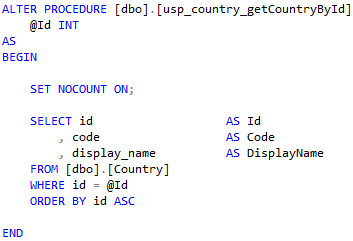 ALTER PROCEDURE [dbo].[usp_country_getCountryById]
    @Id INT
AS
BEGIN

    SET NOCOUNT ON;

    SELECT id                   AS Id
        , code                  AS Code
        , display_name          AS DisplayName
    FROM [dbo].[Country]
    WHERE id = @Id
    ORDER BY id ASC

END